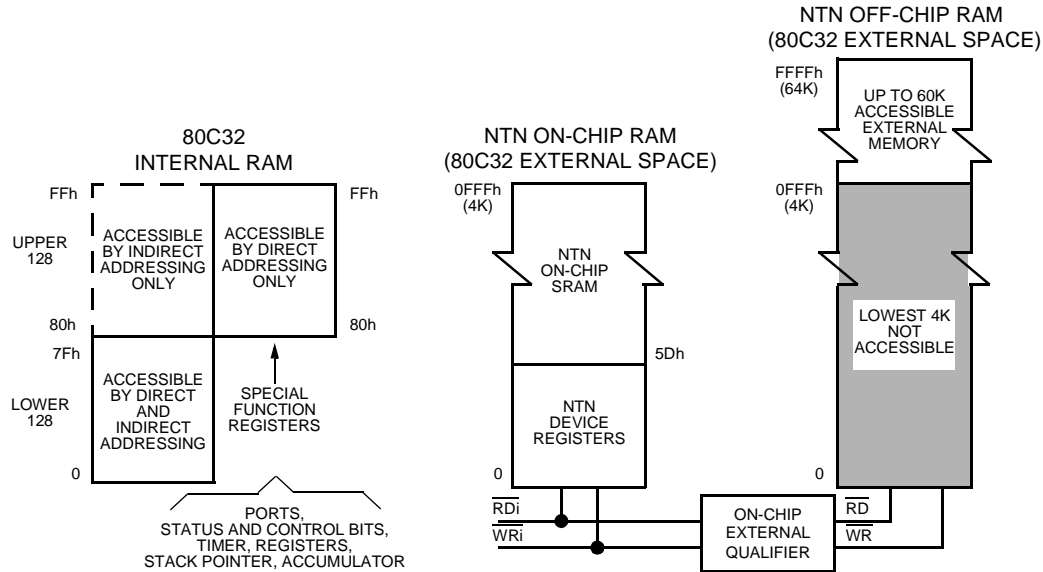 80C32
INTERNAL RAM
FFh
FFh
UPPER
128
ACCESSIBLE
BY INDIRECT
ADDRESSING
ONLY
ACCESSIBLE
BY DIRECT
ADDRESSING
ONLY
80h
80h
7Fh
LOWER
128
ACCESSIBLE
BY DIRECT
AND
INDIRECT
ADDRESSING
SPECIAL
FUNCTION
REGISTERS
0
PORTS,
STATUS AND CONTROL BITS,
TIMER, REGISTERS,
STACK POINTER, ACCUMULATOR
NTN ON-CHIP RAM
(80C32 EXTERNAL SPACE)
0FFFh
(4K)
NTN
ON-CHIP
SRAM
5Dh
NTN
DEVICE
REGISTERS
0
RDi
WRi
ON-CHIP
EXTERNAL
QUALIFIER
RD
WR
NTN OFF-CHIP RAM
(80C32 EXTERNAL SPACE)
FFFFh
(64K)
UP TO 60K
ACCESSIBLE
EXTERNAL
MEMORY
0FFFh
(4K)
LOWEST 4K
NOT
ACCESSIBLE
0